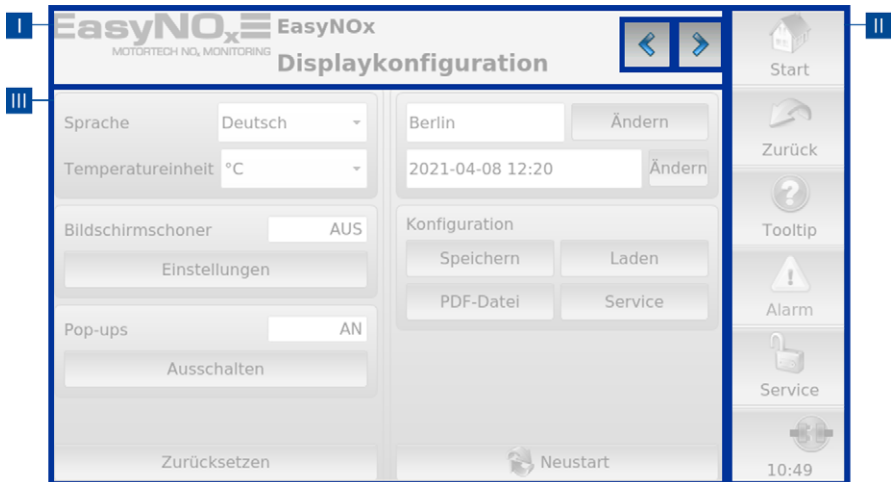 I
EasyNOx
MOTORTECH NOx MONITORING
EasyNOx
Displaykonfiguration
II
Start
Zurück
Tooltip
Alarm
Service
10:49
III
Sprache Deutsch
Temperatureinheit °C
Berlin Ändern
2021-04-08 12:20 Ändern
Bildschirmschoner AUS
Einstellungen
Konfiguration
Speichern Laden
PDF-Datei Service
Pop-ups AN
Ausschalten
Zurücksetzen Neustart